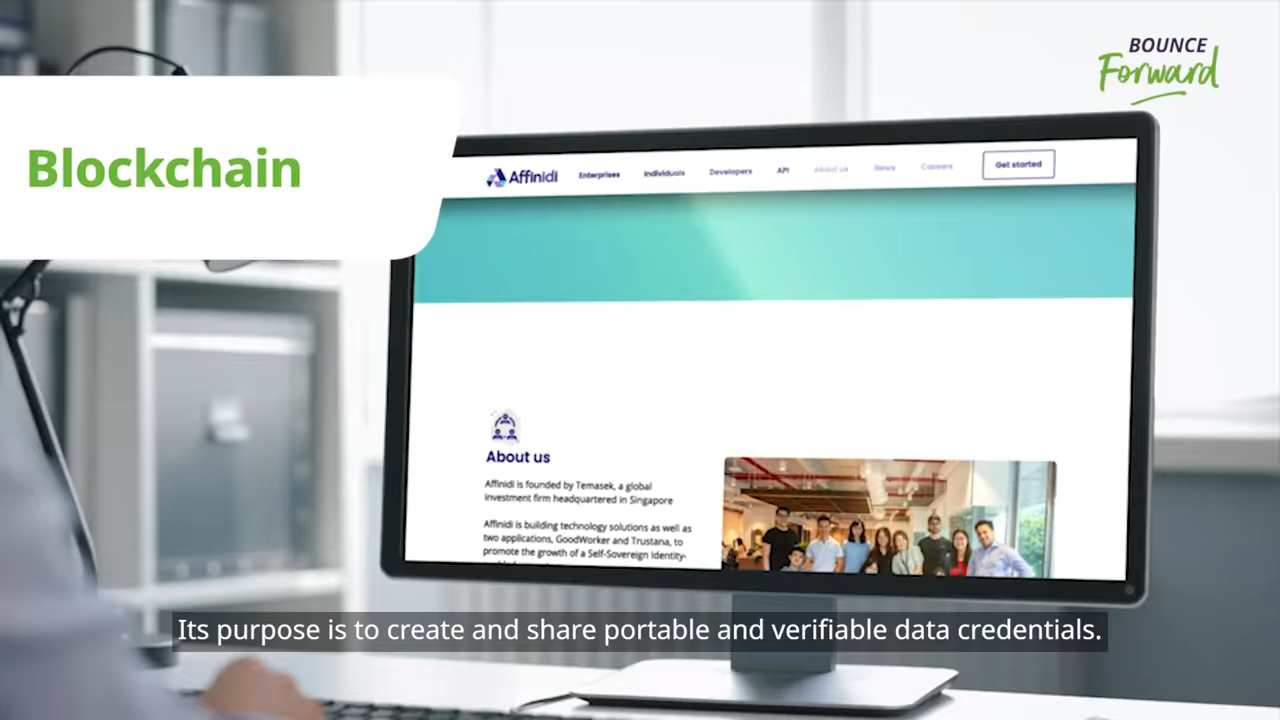 BOUNCE
Forward
Blockchain
Affinidi
Enterprises
Individuals
Developers
API
About us
News
Careers
Get started
About us
Affinidi is founded by Temasek, a global
investment firm headquartered in Singapore
Affinidi is building technology solutions as well as
two applications, GoodWorker and Trustana, to
promote the growth of a Self-Sovereign Identity-
Its purpose is to create and share portable and verifiable data credentials.